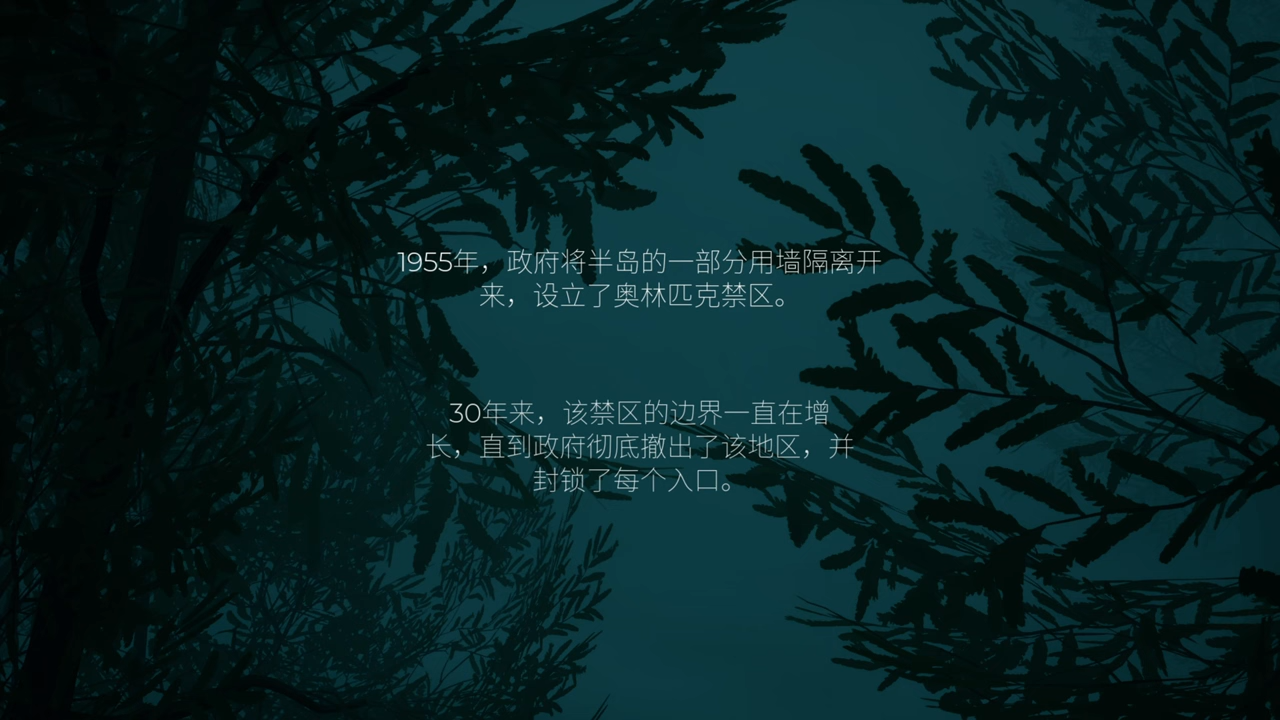 1955年，政府将半岛的一部分用墙隔离开
来，设立了奥林匹克禁区。
30年来，该禁区的边界一直在增
长，直到政府彻底撤出了该地区，并
封锁了每个入口。